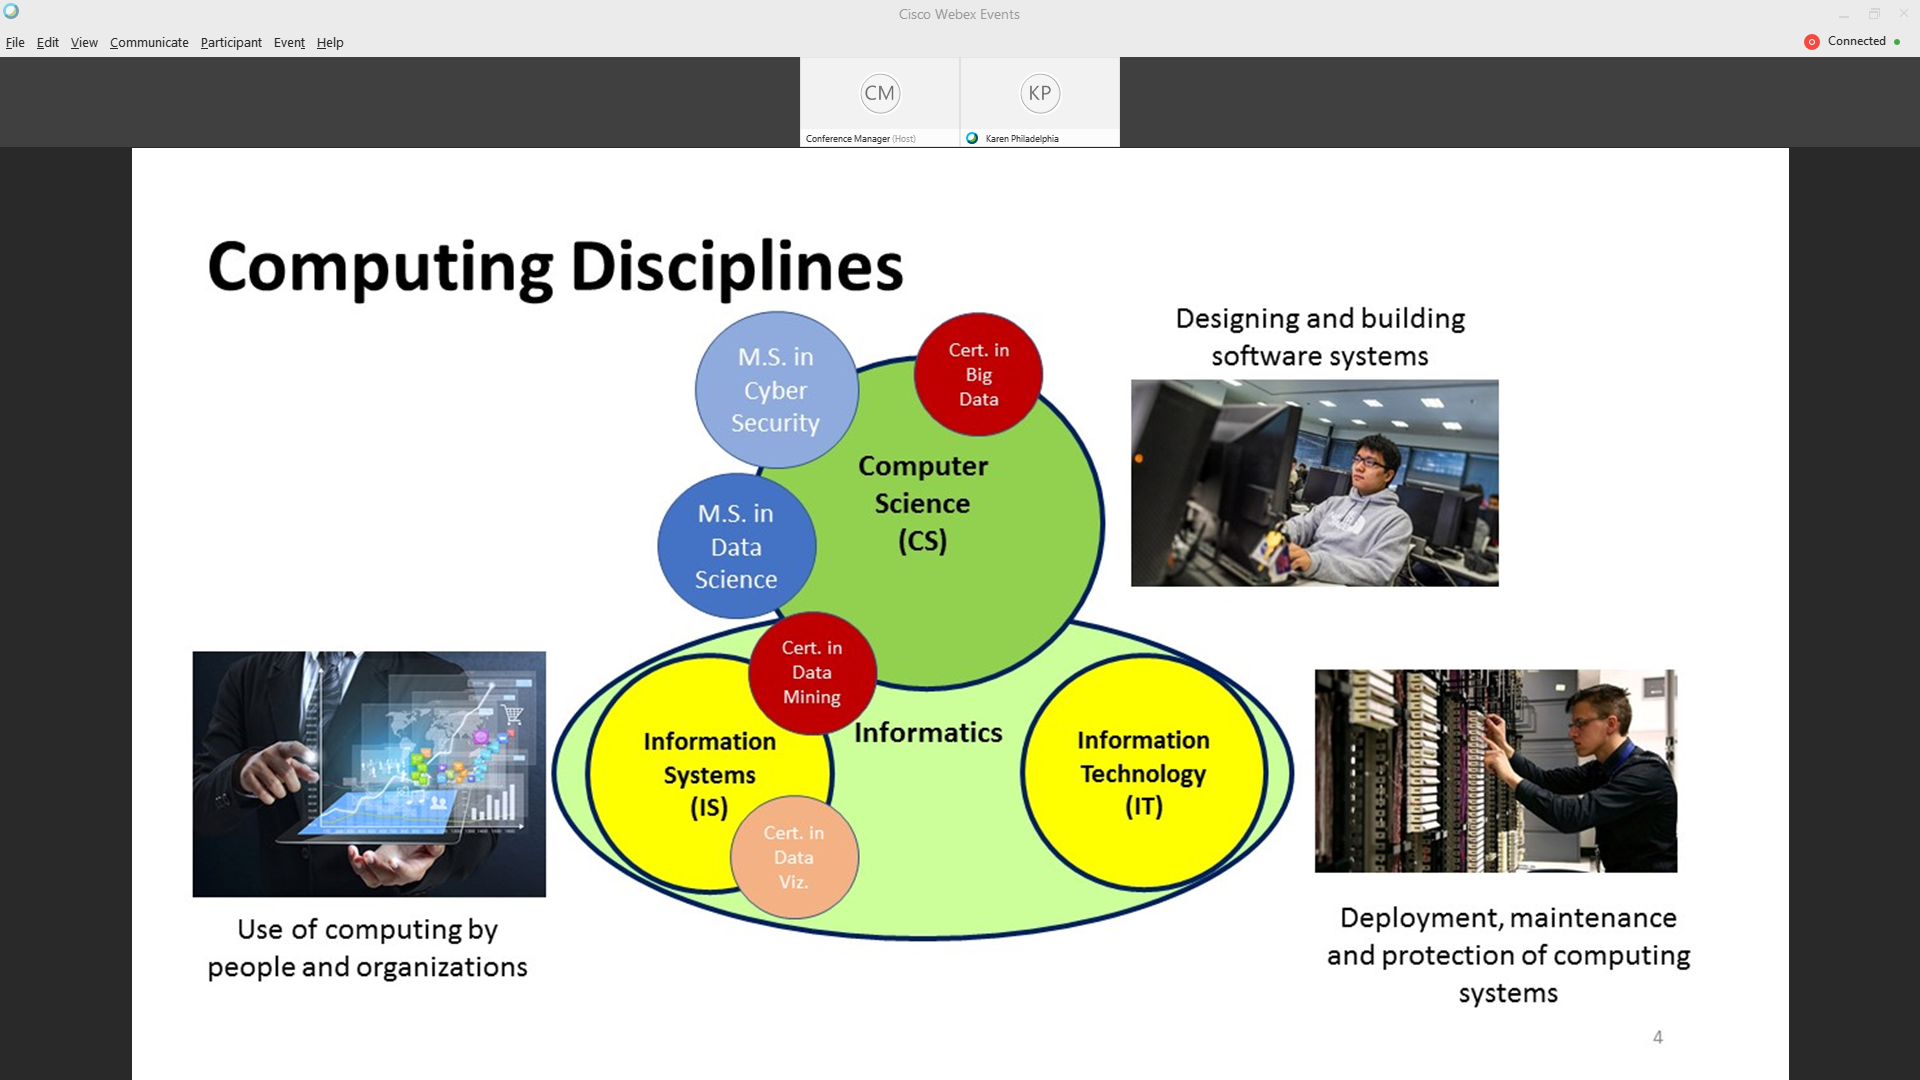 Cisco Webex Events
File Edit View Communicate Participant Event Help
Connected
CM
KP
Conference Manager (Host)
Karen Philadelphia
Computing Disciplines
Designing and building
software systems
M.S. in
Cyber
Security
Cert. in
Big
Data
Computer
Science
(CS)
M.S. in
Data
Science
Cert. in
Data
Mining
Informatics
Information
Systems
(IS)
Information
Technology
(IT)
Cert. in
Data
Viz.
Use of computing by
people and organizations
Deployment, maintenance
and protection of computing
systems
4